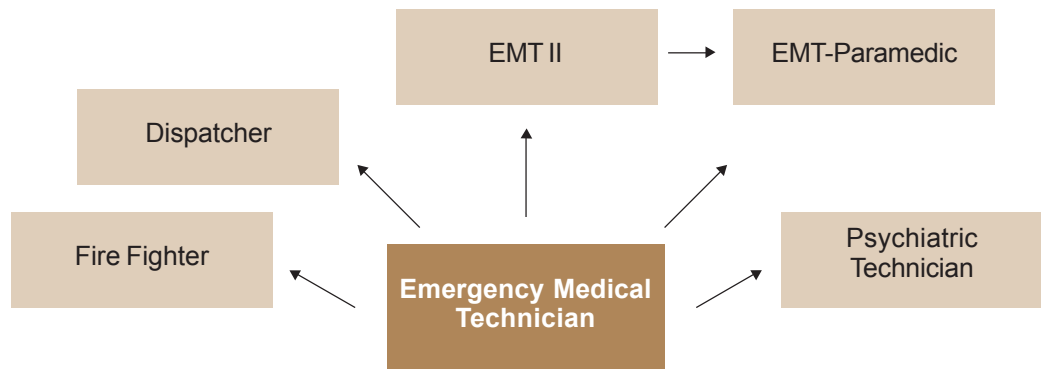 EMT II
EMT-Paramedic
Dispatcher
Fire Fighter
Psychiatric
Technician
Emergency Medical
Technician